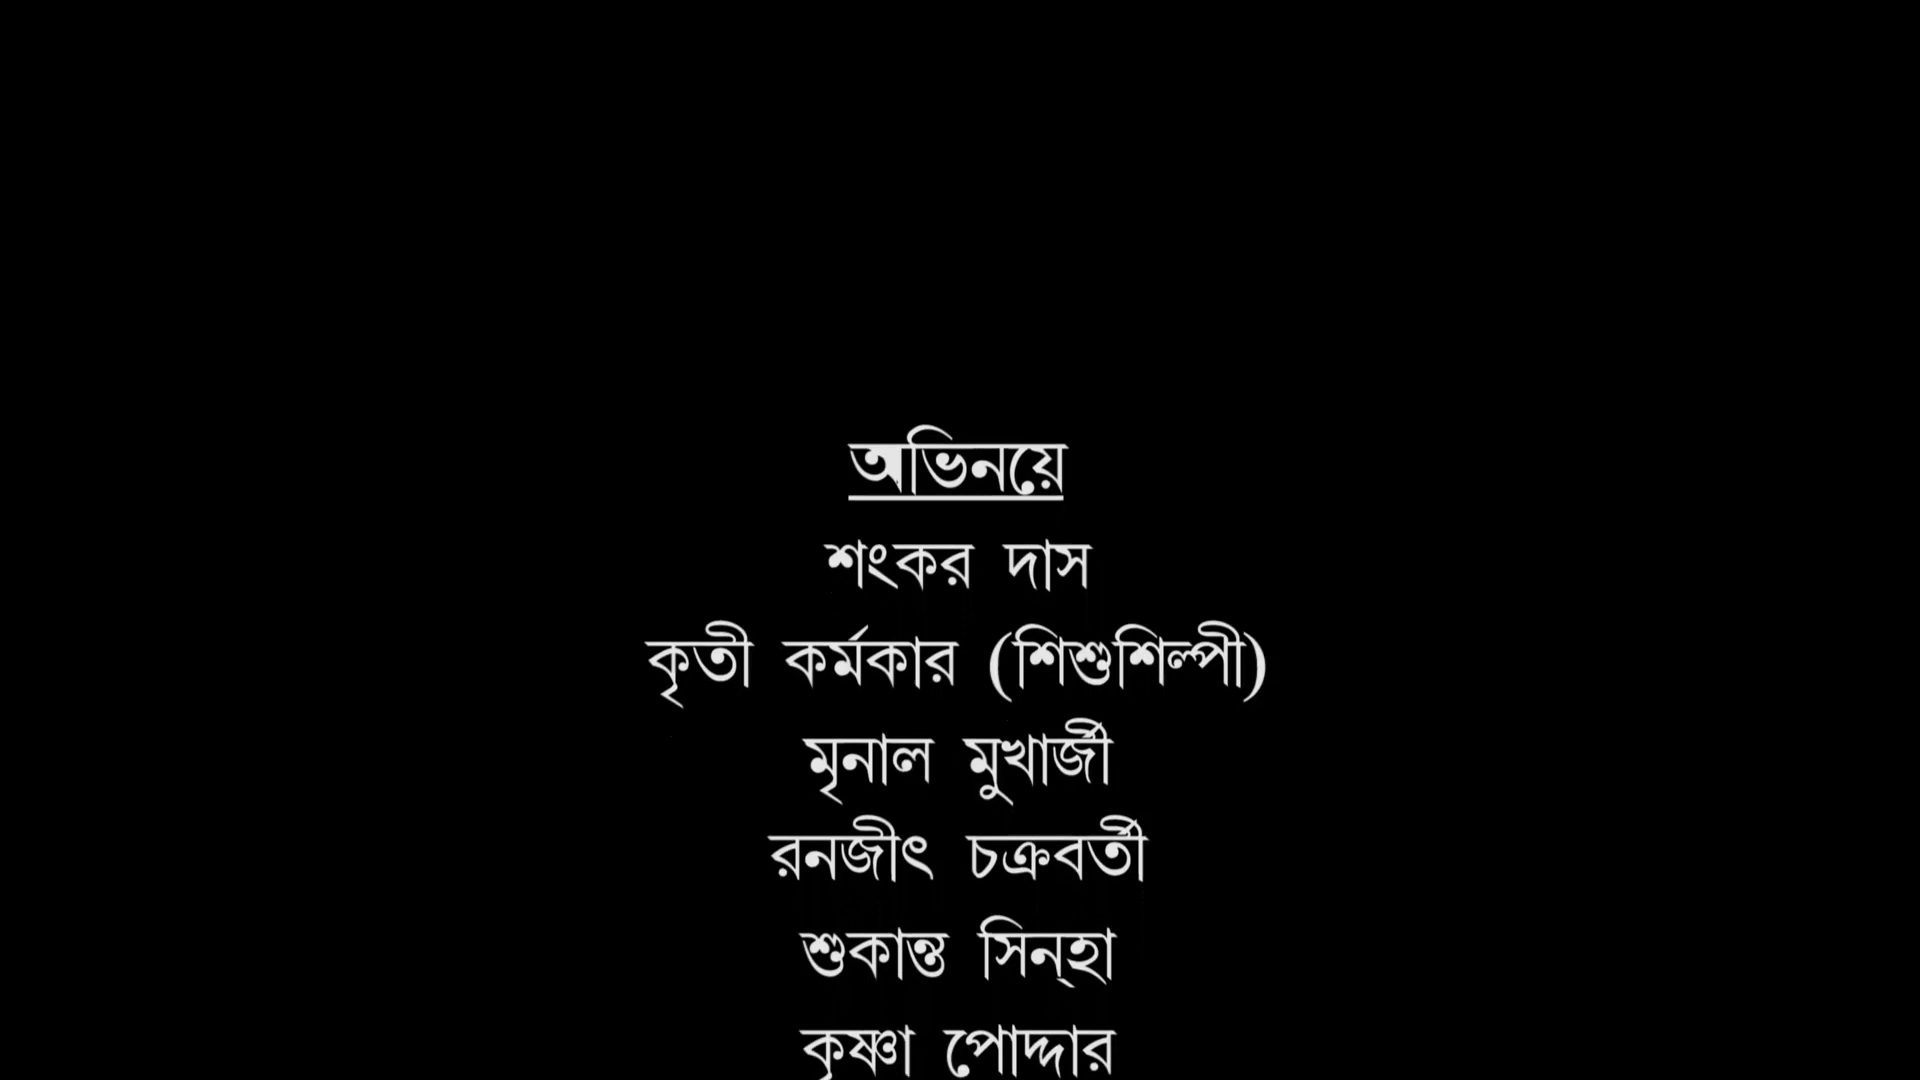 অভিনয়ে
শংকর দাস
কৃতী কর্মকার (শিশুশিল্পী)
মৃনাল মুখার্জী
রনজীৎ চক্রবর্তী
শুকান্ত সিন্‌হা
কৃষ্ণা পোদ্দার